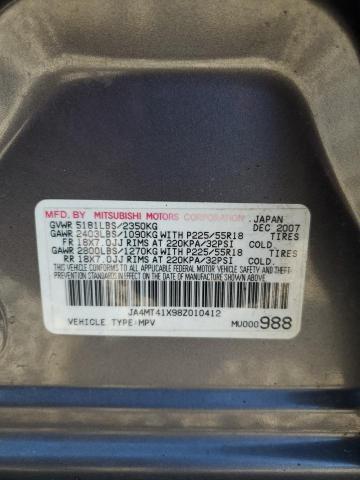 MFD. BY MITSUBISHI MOTORS CORPORATION JAPAN
GVWR 5181LBS/2350KG DEC 2007
GAWR 2403LBS/1090KG WITH P225/55R18 TIRES
FR 18X7.0JJ RIMS AT 220KPA/32PSI COLD.
GAWR 2800LBS/1270KG WITH P225/55R18 TIRES
RR 18X7.0JJ RIMS AT 220KPA/32PSI COLD.
THIS VEHICLE CONFORMS TO ALL APPLICABLE FEDERAL MOTOR VEHICLE
SAFETY AND THEFT PREVENTION STANDARDS IN EFFECT ON THE
DATE OF MANUFACTURE SHOWN ABOVE.
JA4MT41X98Z010412
VEHICLE TYPE:MPV MU000988